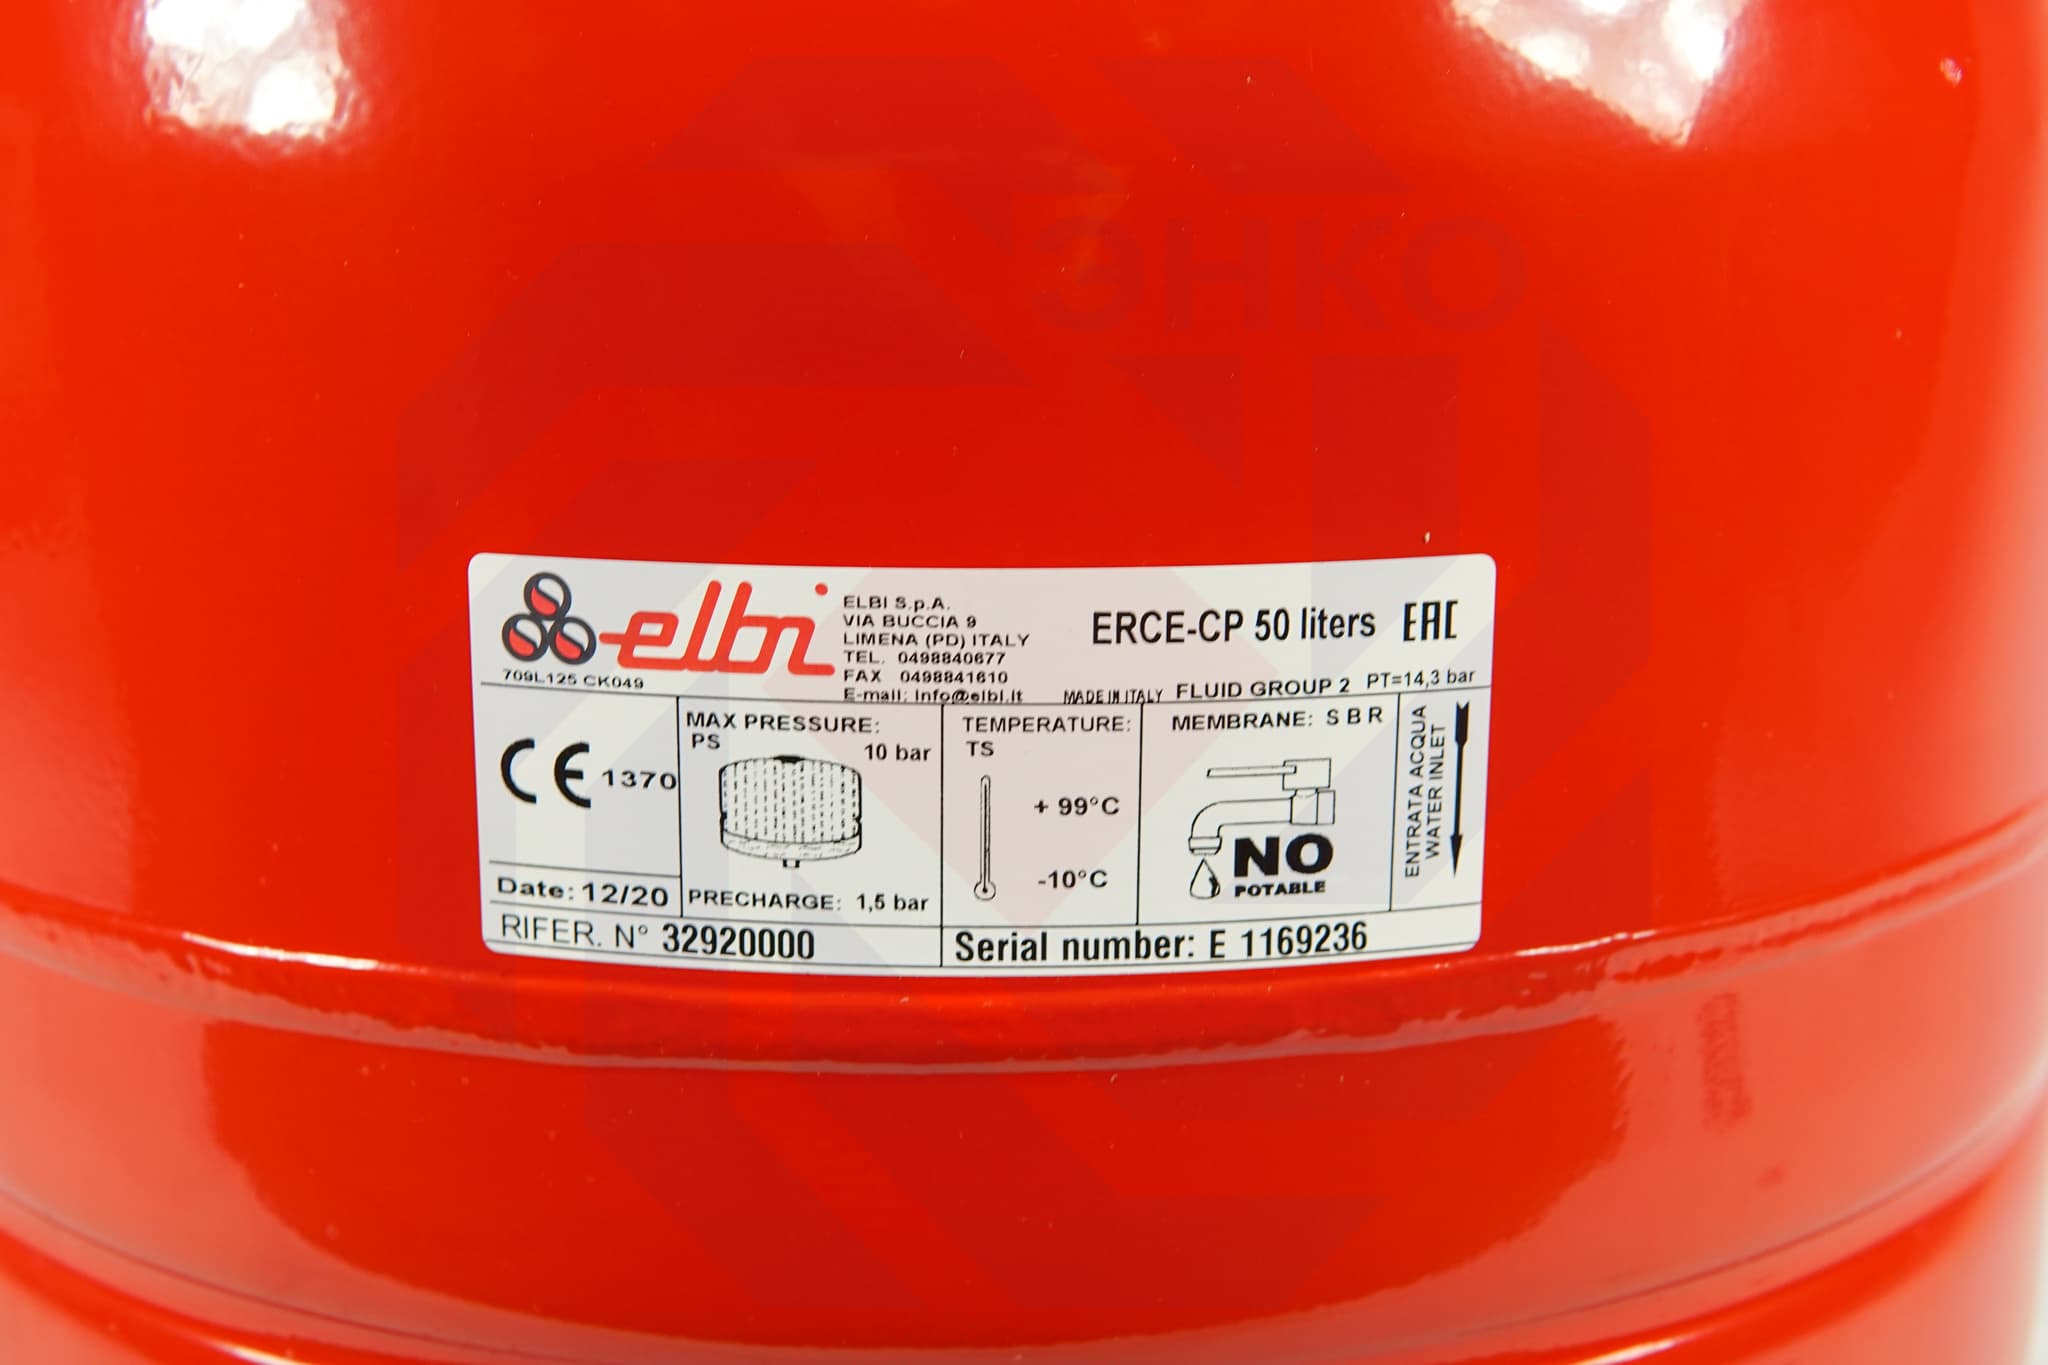 ЭНКО
elbi
709L125 CK049
ELBI S.p.A.
VIA BUCCIA 9
LIMENA (PD) ITALY
TEL. 0498840677
FAX 0498841610
E-mail: info@elbi.it
ERCE-CP 50 liters EAC
MADE IN ITALY FLUID GROUP 2 PT=14,3 bar
CE 1370
Date: 12/20
MAX PRESSURE:
PS 10 bar
PRECHARGE: 1,5 bar
TEMPERATURE:
TS
+ 99°C
-10°C
MEMBRANE: S B R
NO
POTABLE
ENTRATA ACQUA
WATER INLET
RIFER. N° 32920000
Serial number: E 1169236